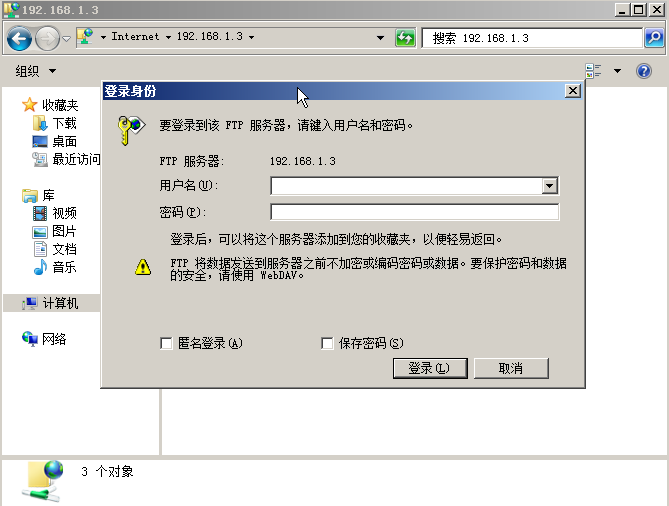 192.168.1.3
Internet 192.168.1.3
搜索 192.168.1.3
组织
收藏夹
下载
桌面
最近访问
库
视频
图片
文档
音乐
计算机
网络
登录身份
要登录到该 FTP 服务器，请键入用户名和密码。
FTP 服务器: 192.168.1.3
用户名(U):
密码(P):
登录后，可以将这个服务器添加到您的收藏夹，以便轻易返回。
FTP 将数据发送到服务器之前不加密或编码密码或数据。要保护密码和数据
的安全，请使用 WebDAV。
匿名登录(A) 保存密码(S)
登录(L) 取消
3 个对象